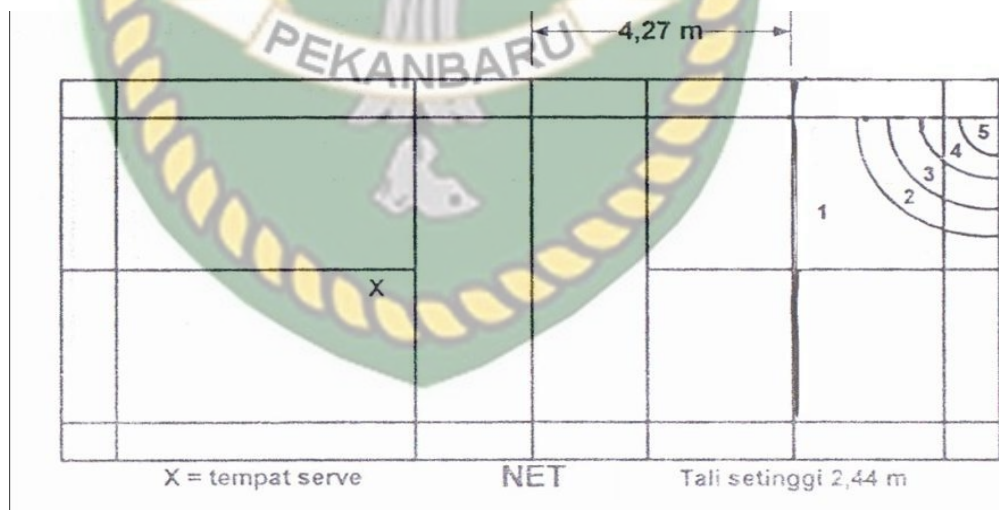 4,27 m
PEKANBARU
5
4
3
2
1
X
X = tempat serve
NET
Tali setinggi 2,44 m